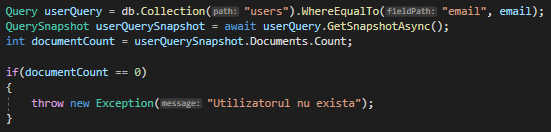 Query userQuery = db.Collection(path: "users").WhereEqualTo(fieldPath: "email", email);
QuerySnapshot userQuerySnapshot = await userQuery.GetSnapshotAsync();
int documentCount = userQuerySnapshot.Documents.Count;
if(documentCount == 0)
{
throw new Exception(message: "Utilizatorul nu exista");
}